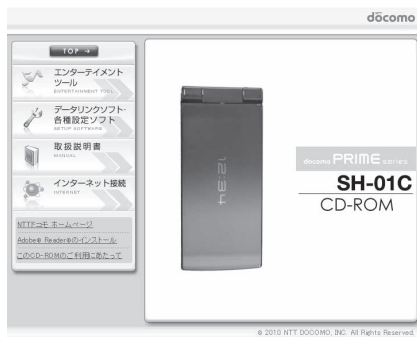 döcomo
TOP →
エンターテイメント
ツール
ENTERTAINMENT TOOL
データリンクソフト・
各種設定ソフト
SETUP SOFTWARE
取扱説明書
MANUAL
インターネット接続
INTERNET
NTTドコモ ホームページ
Adobe® Reader®のインストール
このCD-ROMのご利用にあたって
12:34
docomo PRIME series
SH-01C
CD-ROM
© 2010 NTT DOCOMO, INC. All Rights Reserved.